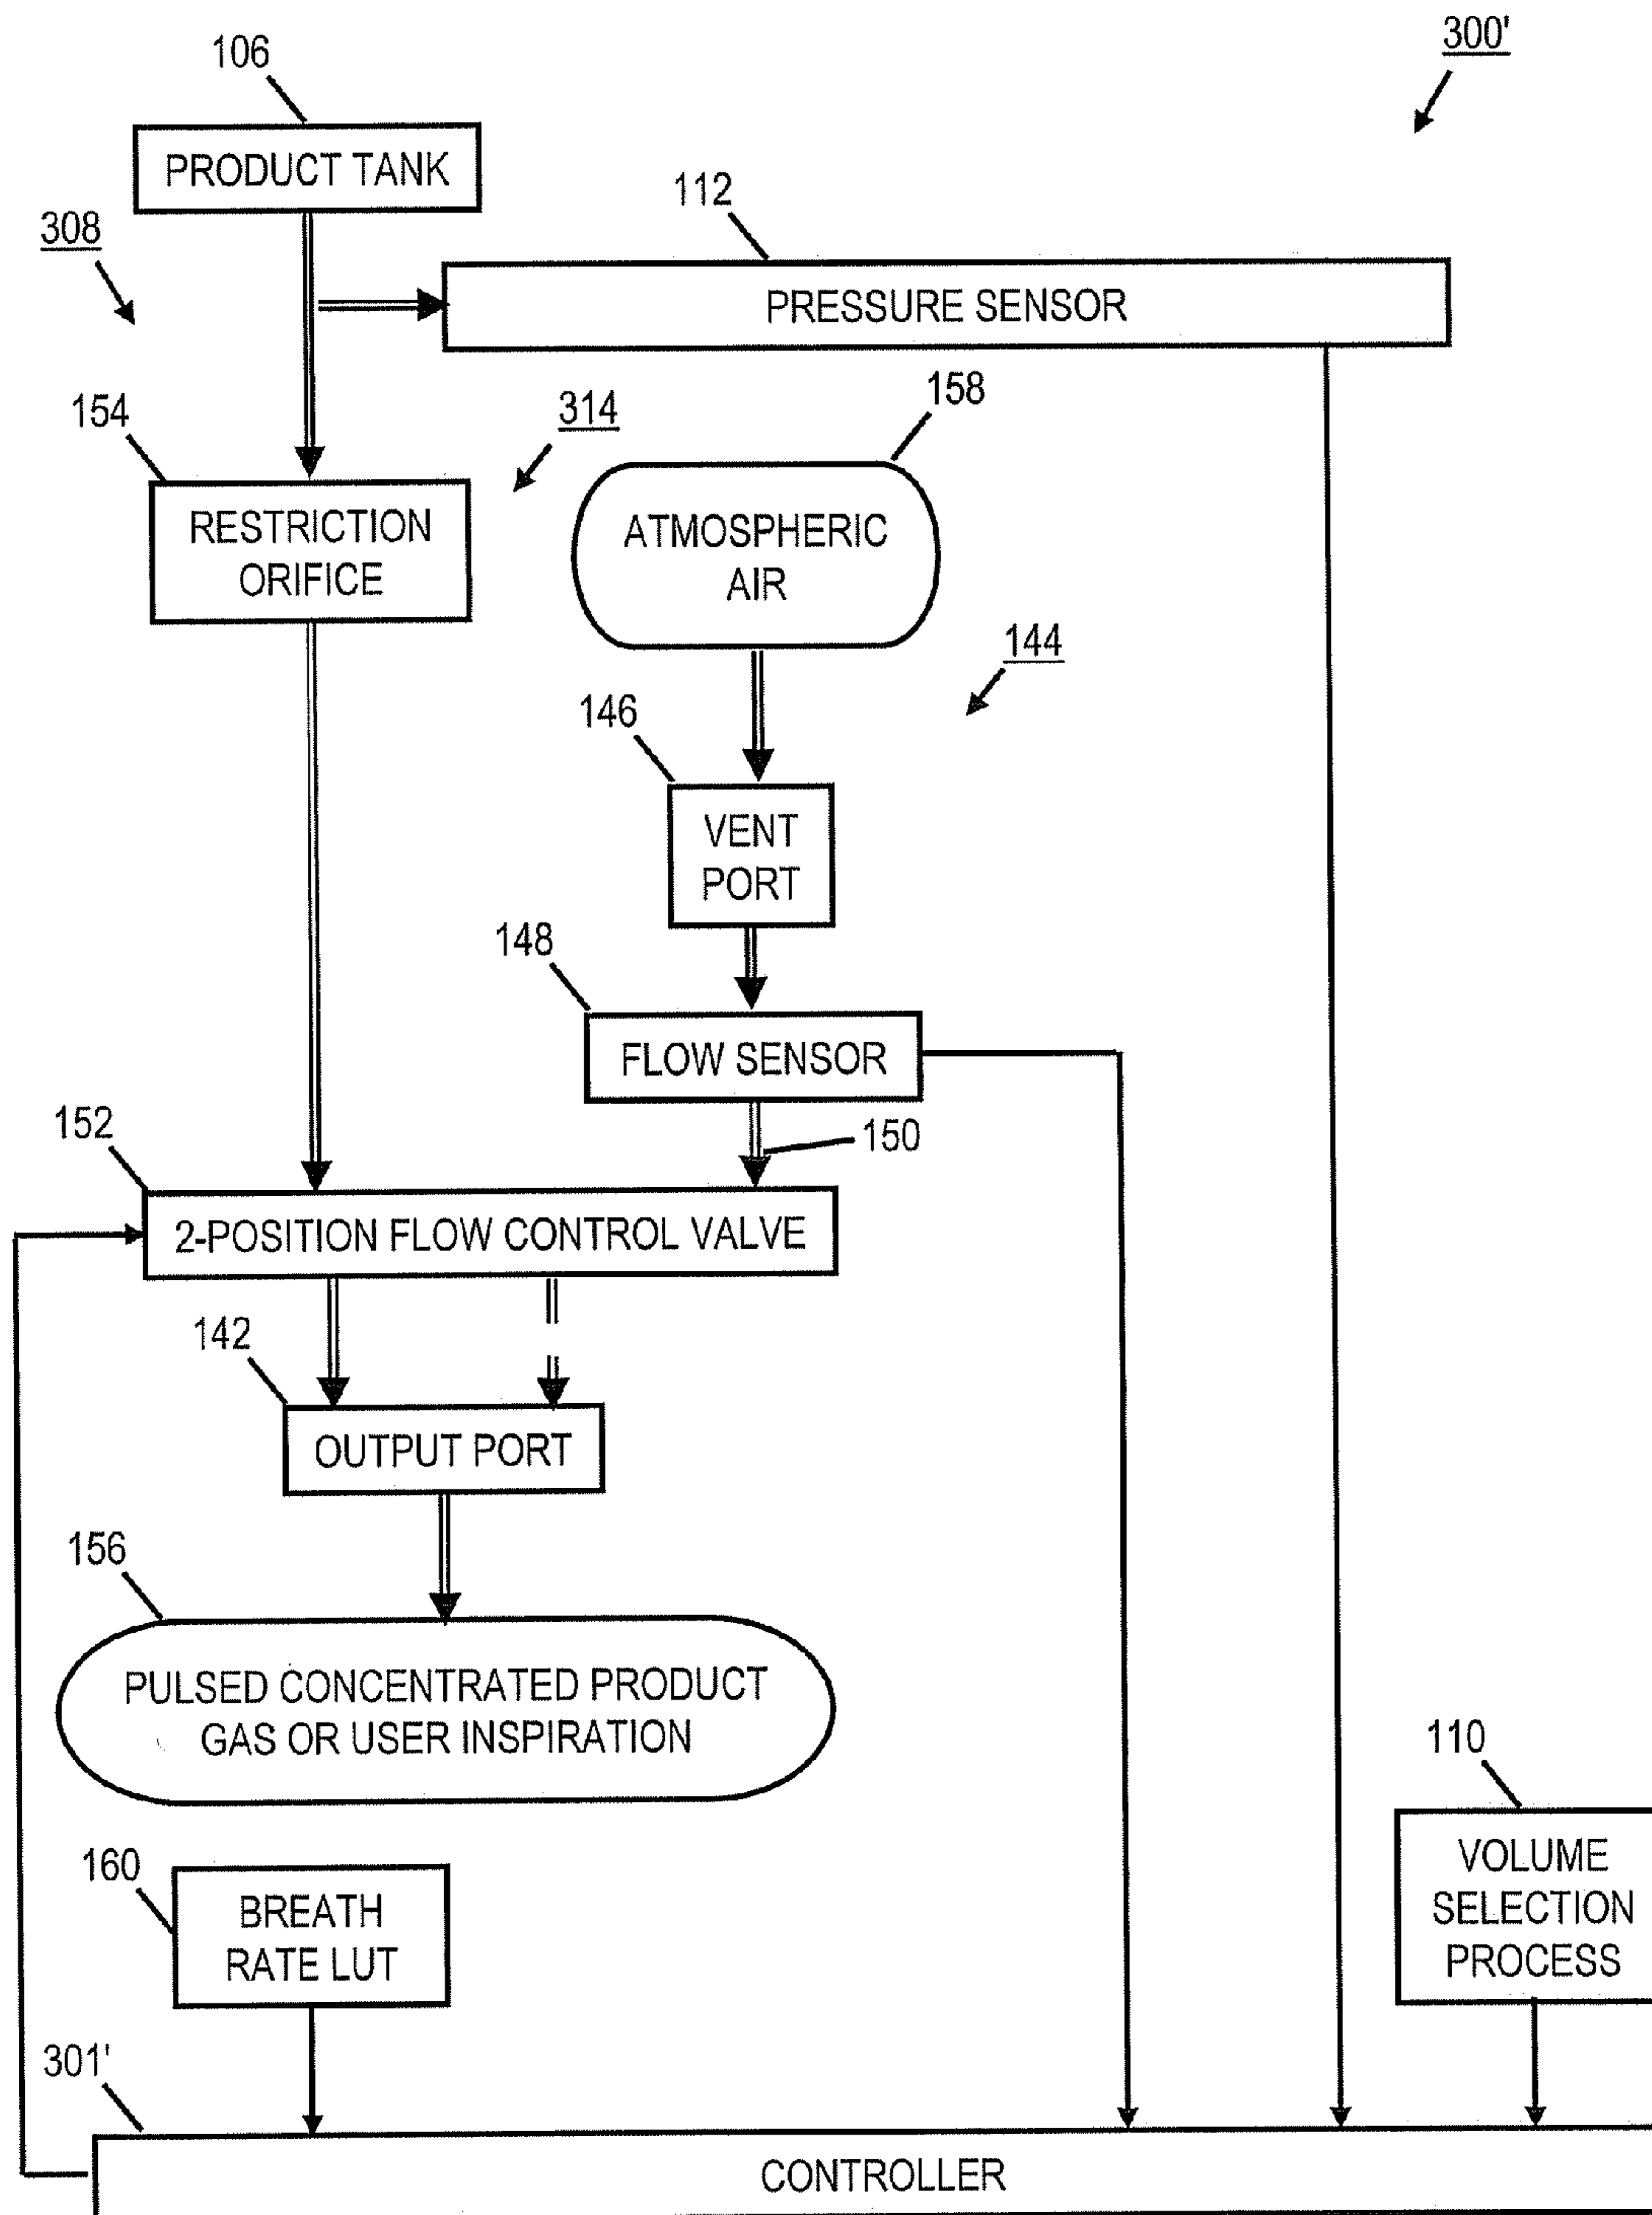 300'
106
PRODUCT TANK
112
308
PRESSURE SENSOR
158
154
314
RESTRICTION
ORIFICE
ATMOSPHERIC
AIR
144
146
VENT
PORT
148
FLOW SENSOR
152
150
2-POSITION FLOW CONTROL VALVE
142
OUTPUT PORT
156
PULSED CONCENTRATED PRODUCT
GAS OR USER INSPIRATION
110
VOLUME
SELECTION
PROCESS
160
BREATH
RATE LUT
301'
CONTROLLER